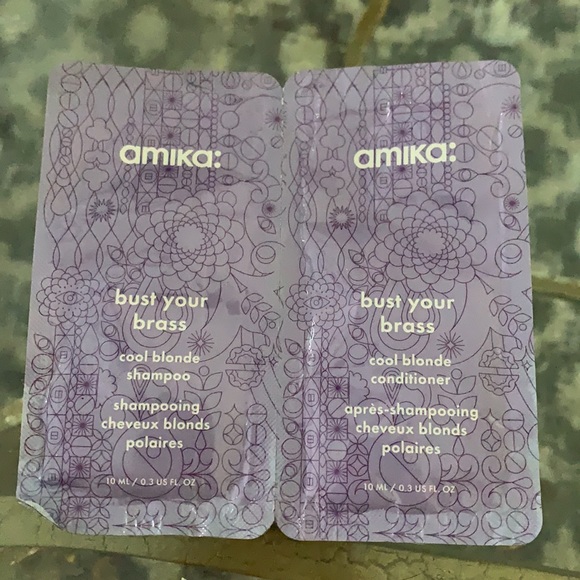 amika:
bust your
brass
cool blonde
shampoo
shampooing
cheveux blonds
polaires
10 ML / 0.3 US FL. OZ
amika:
bust your
brass
cool blonde
conditioner
après-shampooing
cheveux blonds
polaires
10 ML / 0.3 US FL. OZ